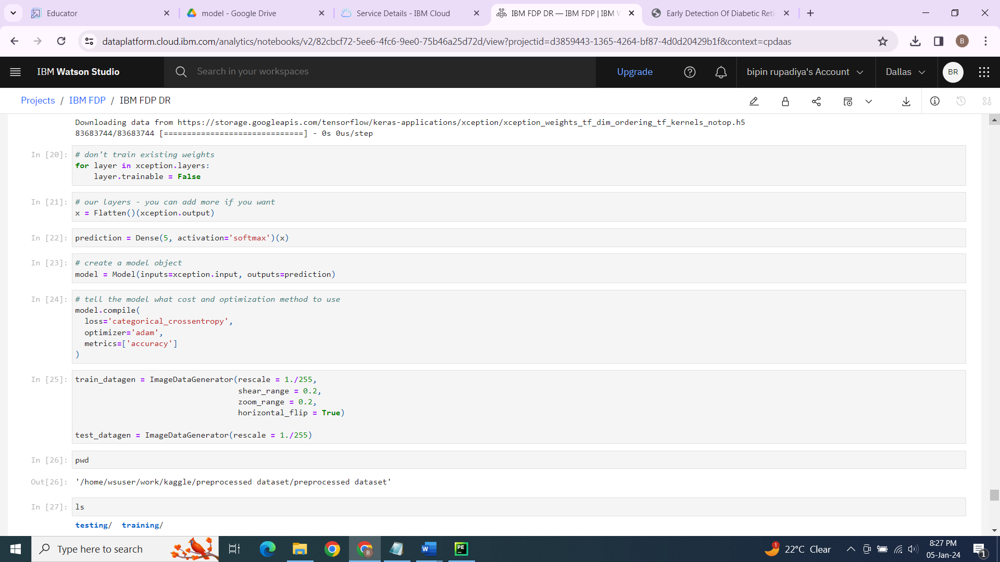 Educator
model - Google Drive
Service Details - IBM Cloud
IBM FDP DR — IBM FDP | IBM W
Early Detection Of Diabetic Reti
dataplatform.cloud.ibm.com/analytics/notebooks/v2/82cbcf72-5ee6-4fc6-9ee0-75b46a25d72d/view?projectid=d3859443-1365-4264-bf87-4d0d20429b1f&context=cpdaas
B
IBM Watson Studio
Search in your workspaces
Upgrade
bipin rupadiya's Account
Dallas
BR
Projects / IBM FDP / IBM FDP DR
Downloading data from https://storage.googleapis.com/tensorflow/keras-applications/xception/xception_weights_tf_dim_ordering_tf_kernels_notop.h5
83683744/83683744 [==============================] - 0s 0us/step
In [20]: # don't train existing weights
for layer in xception.layers:
    layer.trainable = False
In [21]: # our layers - you can add more if you want
x = Flatten()(xception.output)
In [22]: prediction = Dense(5, activation='softmax')(x)
In [23]: # create a model object
model = Model(inputs=xception.input, outputs=prediction)
In [24]: # tell the model what cost and optimization method to use
model.compile(
  loss='categorical_crossentropy',
  optimizer='adam',
  metrics=['accuracy']
)
In [25]: train_datagen = ImageDataGenerator(rescale = 1./255,
                                   shear_range = 0.2,
                                   zoom_range = 0.2,
                                   horizontal_flip = True)
test_datagen = ImageDataGenerator(rescale = 1./255)
In [26]: pwd
Out[26]: '/home/wsuser/work/kaggle/preprocessed dataset/preprocessed dataset'
In [27]: ls
testing/  training/
Type here to search
W
PE
B
1
22°C Clear
8:27 PM
05-Jan-24
1